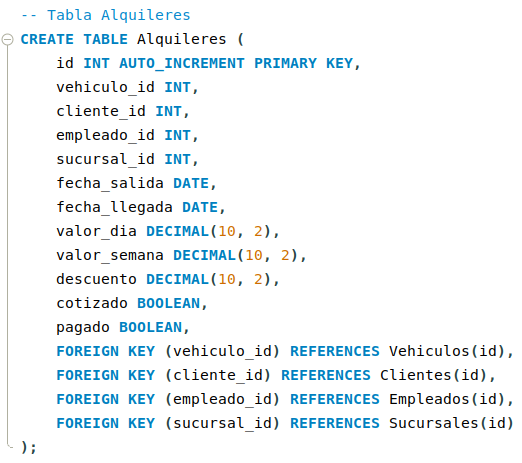 -- Tabla Alquileres
CREATE TABLE Alquileres (
id INT AUTO_INCREMENT PRIMARY KEY,
vehiculo_id INT,
cliente_id INT,
empleado_id INT,
sucursal_id INT,
fecha_salida DATE,
fecha_llegada DATE,
valor_dia DECIMAL(10, 2),
valor_semana DECIMAL(10, 2),
descuento DECIMAL(10, 2),
cotizado BOOLEAN,
pagado BOOLEAN,
FOREIGN KEY (vehiculo_id) REFERENCES Vehiculos(id),
FOREIGN KEY (cliente_id) REFERENCES Clientes(id),
FOREIGN KEY (empleado_id) REFERENCES Empleados(id),
FOREIGN KEY (sucursal_id) REFERENCES Sucursales(id)
);